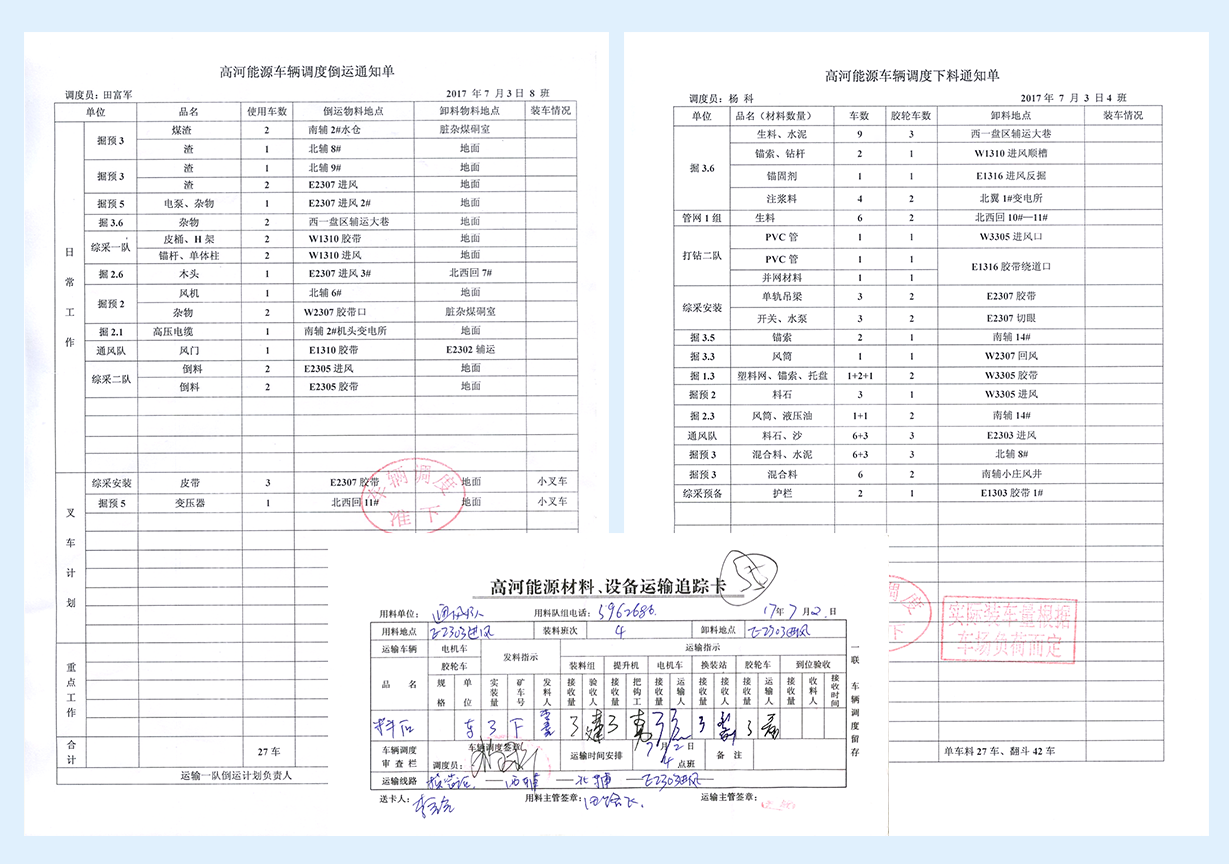 高河能源车辆调度倒运通知单
调度员：田富军 2017 年 7 月 3 日 8 班
单位 品名 使用车数 倒运物料地点 卸料物料地点 装车情况
日常工作
掘预 3 煤渣 2 南辅 2#水仓 脏杂煤硐室
渣 1 北辅 8# 地面
掘预 3 渣 1 北辅 9# 地面
渣 2 E2307 进风 地面
掘预 5 电泵、杂物 1 E2307 进风 2# 地面
掘 3.6 杂物 2 西一盘区辅运大巷 地面
综采一队 皮桶、H 架 2 W1310 胶带 地面
锚杆、单体柱 2 W1310 进风 地面
掘 2.6 木头 1 E2307 进风 3# 北西回 7#
掘预 2 风机 1 北辅 6# 地面
杂物 2 W2307 胶带口 脏杂煤硐室
掘 2.1 高压电缆 1 南辅 2#机头变电所 地面
通风队 风门 1 E1310 胶带 E2302 辅运
综采二队 倒料 2 E2305 进风 地面
倒料 2 E2305 胶带 地面
叉车计划
综采安装 皮带 3 E2307 胶带 地面 小叉车
掘预 5 变压器 1 北西回 11# 地面 小叉车
车辆调度
准下
重点工作
合计 27 车
运输一队倒运计划负责人
高河能源车辆调度下料通知单
调度员：杨 科 2017 年 7 月 3 日 4 班
单位 品名（材料数量） 车数 胶轮车数 卸料地点 装车情况
掘 3.6 生料、水泥 9 3 西一盘区辅运大巷
锚索、钻杆 2 1 W1310 进风顺槽
锚固剂 1 1 E1316 进风反掘
注浆料 4 2 北翼 1#变电所
管网 1 组 生料 6 2 北西回 10#—11#
打钻二队 PVC 管 1 1 W3305 进风口
PVC 管 1 1 E1316 胶带绕道口
井网材料 1 1
综采安装 单轨吊梁 3 2 E2307 胶带
开关、水泵 3 2 E2307 切眼
掘 3.5 锚索 2 1 南辅 14#
掘 3.3 风筒 1 1 W2307 回风
掘 1.3 塑料网、锚索、托盘 1+2+1 2 W3305 胶带
掘预 2 料石 3 1 W3305 进风
掘 2.3 风筒、液压油 1+1 2 南辅 14#
通风队 料石、沙 6+3 3 E2303 进风
掘预 3 混合料、水泥 6+3 3 北辅 8#
掘预 3 混合料 6 2 南辅小庄风井
综采预备 护栏 2 1 E1303 胶带 1#
调度
下
实际装车量根据
车场负荷而定
单车料 27 车、翻斗 42 车
高河能源材料、设备运输追踪卡
用料单位：通风队 用料队组电话：5962686. 17年 7 月 2 日
用料地点 E2303进风 装料班次 4 卸料地点 E2303进风
运输车辆 电机车 发料指示 运输指示
胶轮车 装料组 提升机 电机车 换装站 胶轮车 到位验收
品名 规格 单位 实装量 矿车号 发料人 接收量 验收人 接收量 把钩工 接收量 运输人 接收量 接收人 接收量 运输人 接收量 收料人 接收时间
料石 车 3 下 3 3 3 3 3
车辆调度审查栏 车辆调度签章： 调度员： 运输时间安排 7 月 2 日 4 点班 备 注
运输线路 — 西辅 — 北辅 — E2303进风
送卡人： 用料主管签章： 运输主管签章：
一联 车辆调度留存